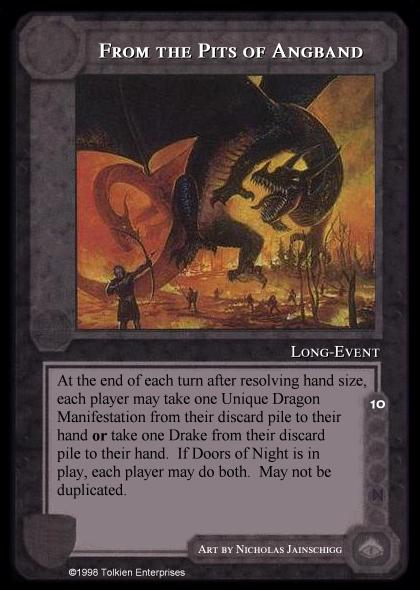 From the Pits of Angband
Long-Event
At the end of each turn after resolving hand size,
each player may take one Unique Dragon
Manifestation from their discard pile to their
hand or take one Drake from their discard
pile to their hand. If Doors of Night is in
play, each player may do both. May not be
duplicated.
10
Art by Nicholas Jainschigg
©1998 Tolkien Enterprises